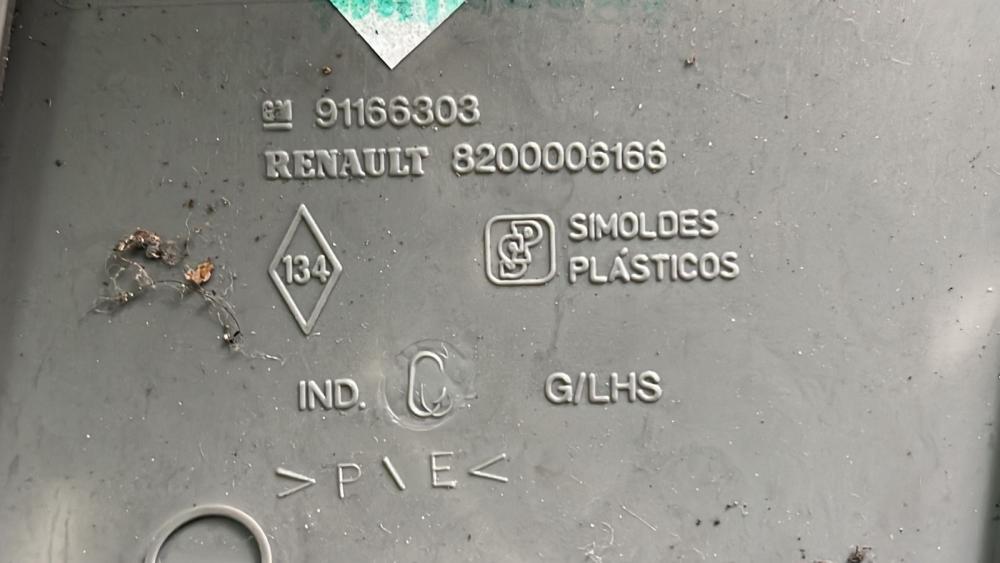 91166303
RENAULT 8200006166
134
SIMOLDES
PLÁSTICOS
IND. C G/LHS
>P\E<